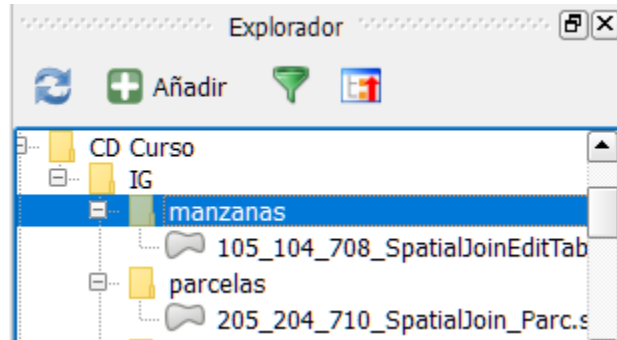 Explorador
Añadir
CD Curso
IG
manzanas
105_104_708_SpatialJoinEditTab
parcelas
205_204_710_SpatialJoin_Parc.s